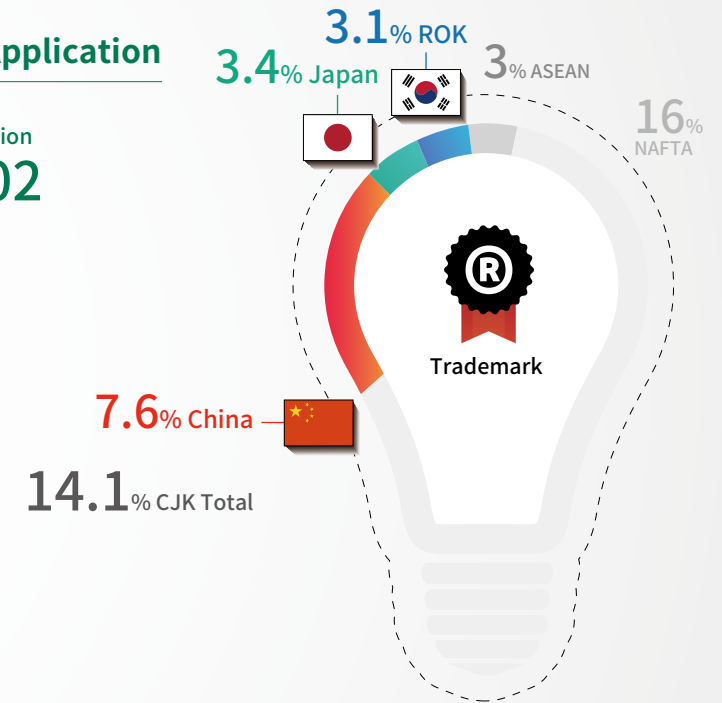 pplication
ion
02
3.1% ROK
3.4% Japan
3% ASEAN
16%
NAFTA
®
Trademark
7.6% China
14.1% CJK Total